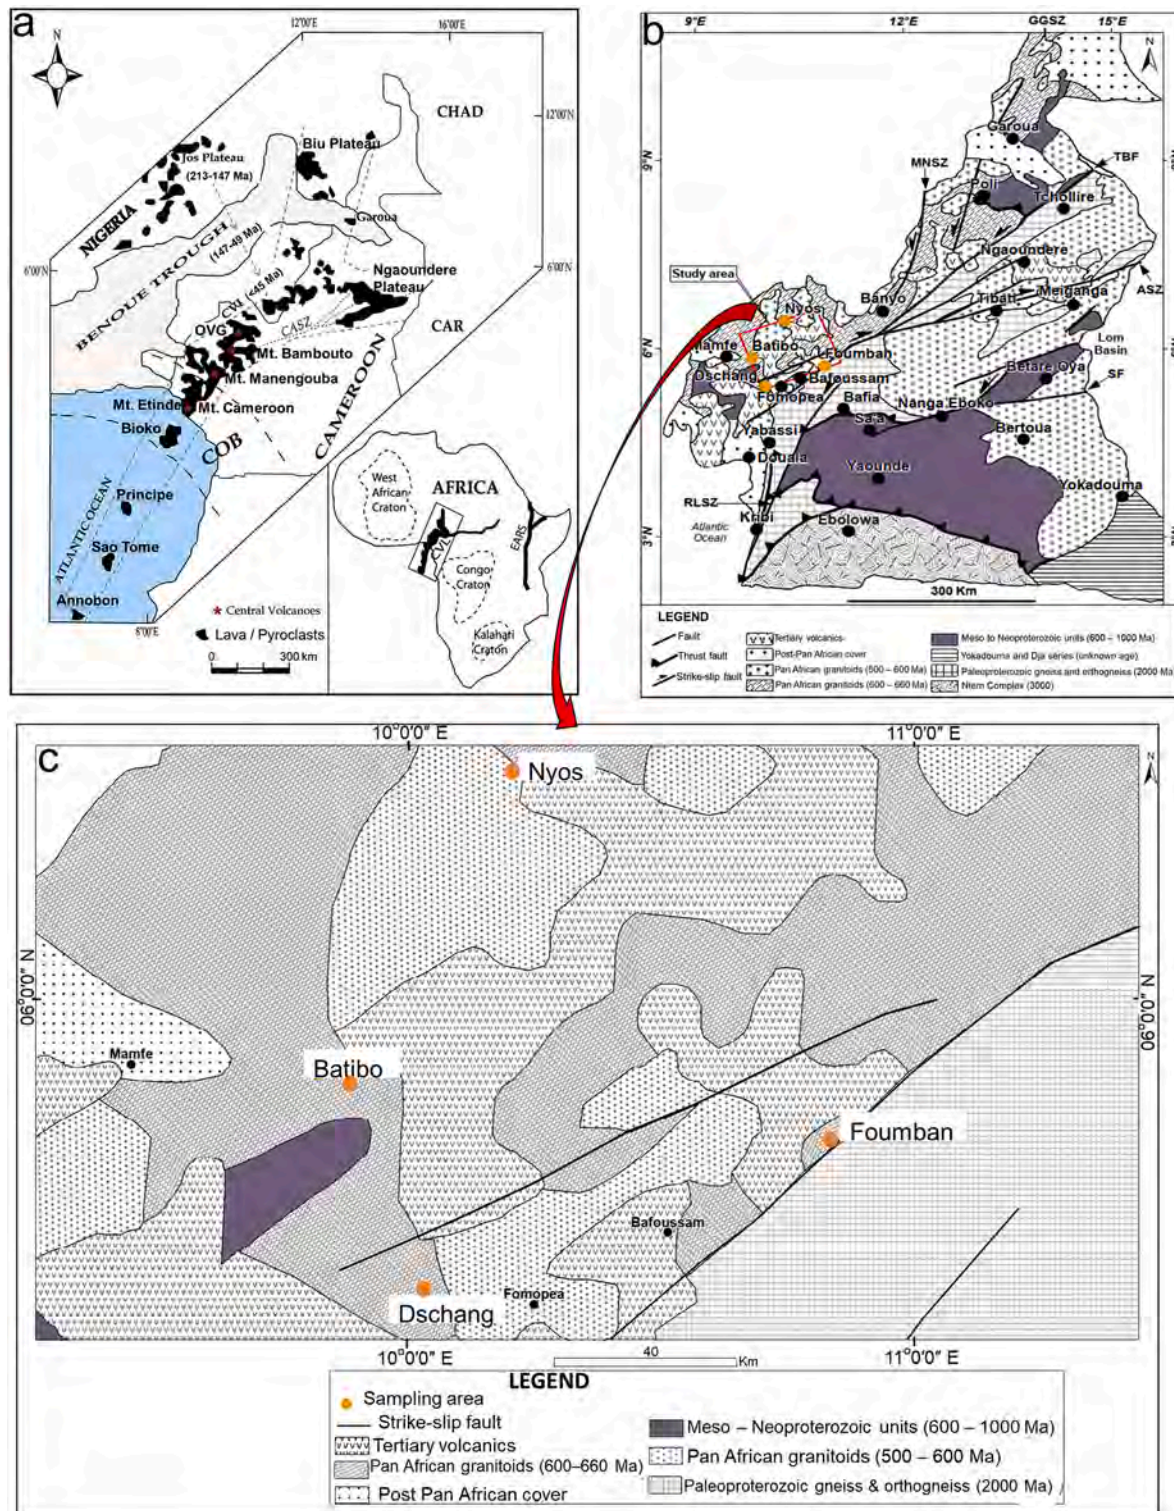 a
12°00'E
16°00'E
N
CHAD
12°00'N
Jos Plateau
(213-147 Ma)
Biu Plateau
NIGERIA
BENOUE TROUGH
(147-49 Ma)
Garoua
6°00'N
6°00'N
CVL (<45 Ma)
Ngaoundere
Plateau
OVG
CASZ
CAR
Mt. Bambouto
Mt. Manengouba
Mt. Etinde
Mt. Cameroon
Bioko
COB
CAMEROON
ATLANTIC OCEAN
Principe
Sao Tome
Annobon
6°00'E
Central Volcanoes
Lava / Pyroclasts
0
300 km
AFRICA
West
African
Craton
CVL
EARS
Congo
Craton
Kalahari
Craton
b
9°E
12°E
GGSZ
15°E
N
Garoua
9°N
MNSZ
TBF
Poli
Tchollire
Ngaoundere
Study area
Banyo
Tibati
Meiganga
ASZ
Nyos
6°N
Mamfe
Batibo
Foumban
Lom
Basin
Dschang
Bafoussam
Betare Oya
SF
Fomopea
Bafia
Nanga Eboko
Sa'a
Bertoua
Yabassi
Douala
Yaounde
Yokadouma
RLSZ
Kribi
Ebolowa
Atlantic
Ocean
3°N
300 Km
LEGEND
Fault
Thrust fault
Strike-slip fault
Tertiary volcanics
Post-Pan African cover
Pan African granitoids (500 – 600 Ma)
Pan African granitoids (600 – 660 Ma)
Meso to Neoproterozoic units (600 – 1000 Ma)
Yokadouma and Dja séries (unknown age)
Paleoproterozoic gneiss and orthogneiss (2000 Ma)
Ntem Complex (3000)
c
10°0'0" E
11°0'0" E
N
Nyos
06°0'0" N
06°0'0" N
Mamfe
Batibo
Foumban
Bafoussam
Dschang
Fomopea
10°0'0" E
11°0'0" E
40
Km
LEGEND
Sampling area
Strike-slip fault
Tertiary volcanics
Pan African granitoids (600–660 Ma)
Post Pan African cover
Meso – Neoproterozoic units (600 – 1000 Ma)
Pan African granitoids (500 – 600 Ma)
Paleoproterozoic gneiss & orthogneiss (2000 Ma)